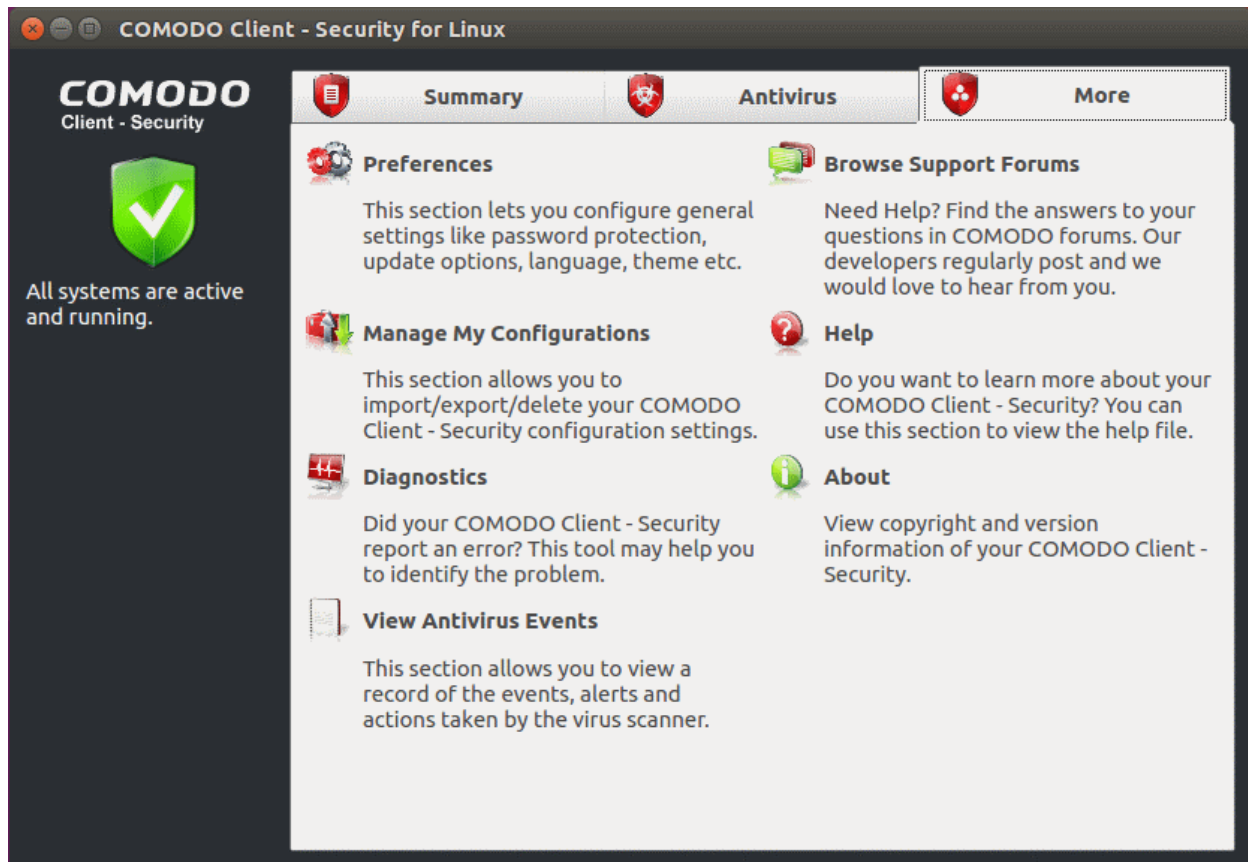 COMODO Client - Security for Linux
COMODO
Client - Security
All systems are active
and running.
Summary
Antivirus
More
Preferences
This section lets you configure general
settings like password protection,
update options, language, theme etc.
Manage My Configurations
This section allows you to
import/export/delete your COMODO
Client - Security configuration settings.
Diagnostics
Did your COMODO Client - Security
report an error? This tool may help you
to identify the problem.
View Antivirus Events
This section allows you to view a
record of the events, alerts and
actions taken by the virus scanner.
Browse Support Forums
Need Help? Find the answers to your
questions in COMODO forums. Our
developers regularly post and we
would love to hear from you.
Help
Do you want to learn more about your
COMODO Client - Security? You can
use this section to view the help file.
About
View copyright and version
information of your COMODO Client -
Security.